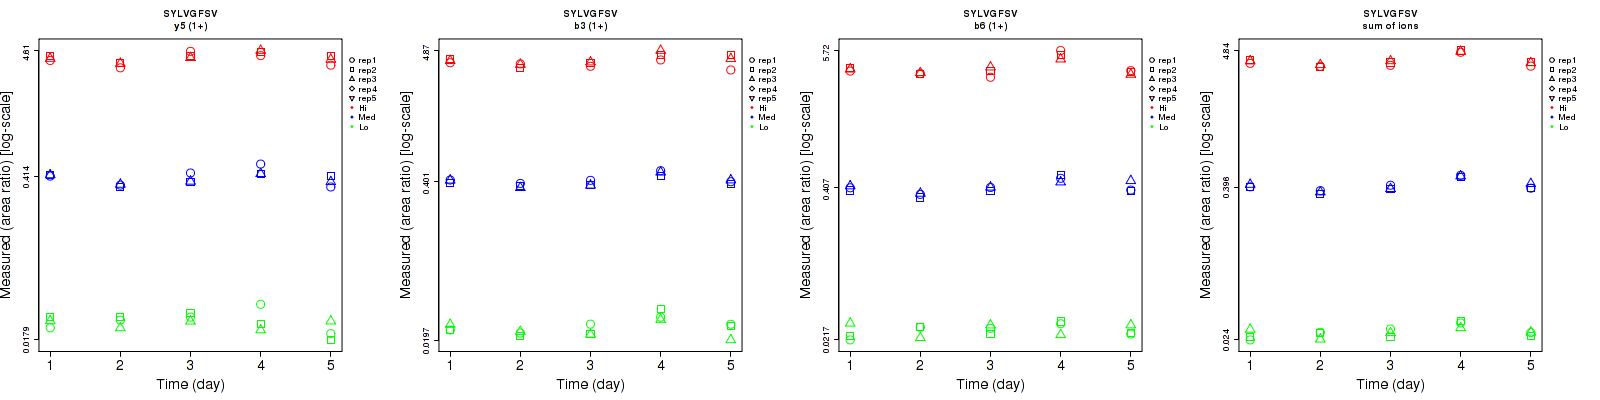 SYLVGFSV
y5 (1+)
Measured (area ratio) [log-scale]
4.61
0.414
0.0179
1 2 3 4 5
Time (day)
rep1
rep2
rep3
rep4
rep5
Hi
Med
Lo
SYLVGFSV
b3 (1+)
Measured (area ratio) [log-scale]
4.87
0.401
0.0197
1 2 3 4 5
Time (day)
rep1
rep2
rep3
rep4
rep5
Hi
Med
Lo
SYLVGFSV
b6 (1+)
Measured (area ratio) [log-scale]
5.72
0.407
0.0217
1 2 3 4 5
Time (day)
rep1
rep2
rep3
rep4
rep5
Hi
Med
Lo
SYLVGFSV
sum of ions
Measured (area ratio) [log-scale]
4.84
0.396
0.024
1 2 3 4 5
Time (day)
rep1
rep2
rep3
rep4
rep5
Hi
Med
Lo